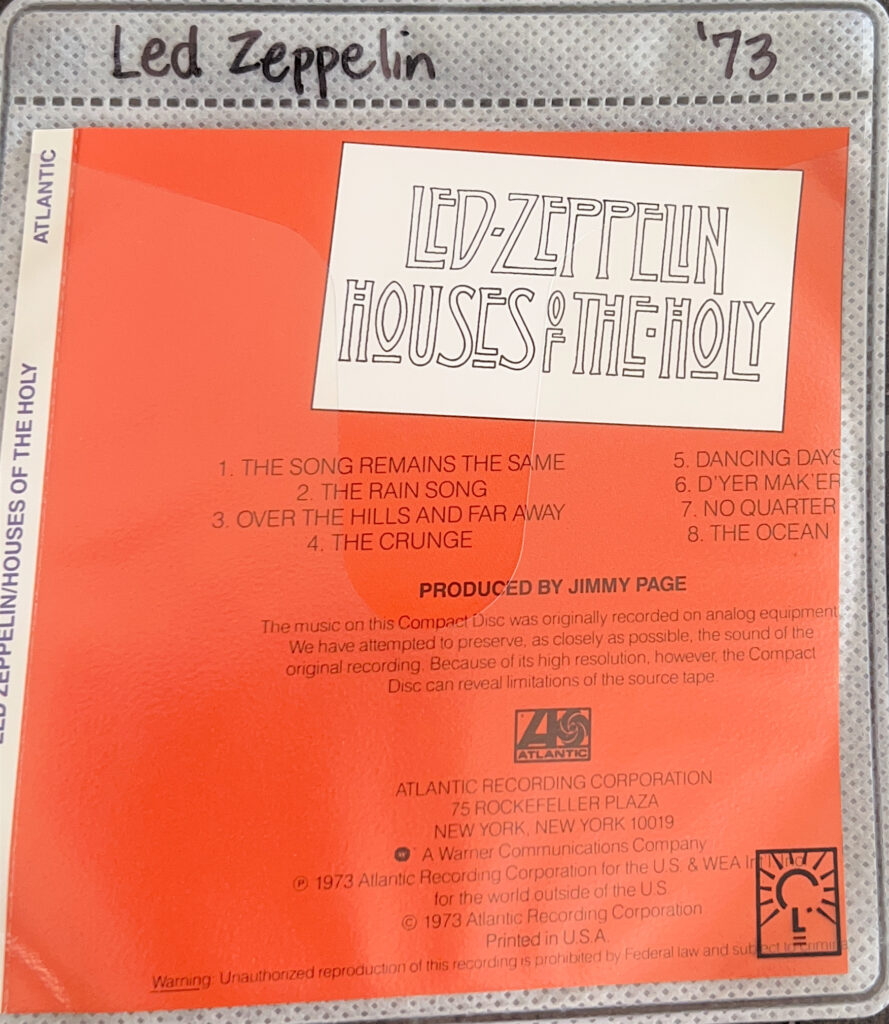 Led Zeppelin '73
ATLANTIC
LED ZEPPELIN/HOUSES OF THE HOLY
LED·ZEPPELIN
HOUSES OF THE·HOLY
1. THE SONG REMAINS THE SAME
2. THE RAIN SONG
3. OVER THE HILLS AND FAR AWAY
4. THE CRUNGE
5. DANCING DAYS
6. D'YER MAK'ER
7. NO QUARTER
8. THE OCEAN
PRODUCED BY JIMMY PAGE
The music on this Compact Disc was originally recorded on analog equipment
We have attempted to preserve, as closely as possible, the sound of the
original recording. Because of its high resolution, however, the Compact
Disc can reveal limitations of the source tape.
ATLANTIC
ATLANTIC RECORDING CORPORATION
75 ROCKEFELLER PLAZA
NEW YORK, NEW YORK 10019
A Warner Communications Company
℗ 1973 Atlantic Recording Corporation for the U.S. & WEA Int'l. Inc.
for the world outside of the U.S.
© 1973 Atlantic Recording Corporation
Printed in U.S.A.
Warning: Unauthorized reproduction of this recording is prohibited by Federal law and subject to
CL